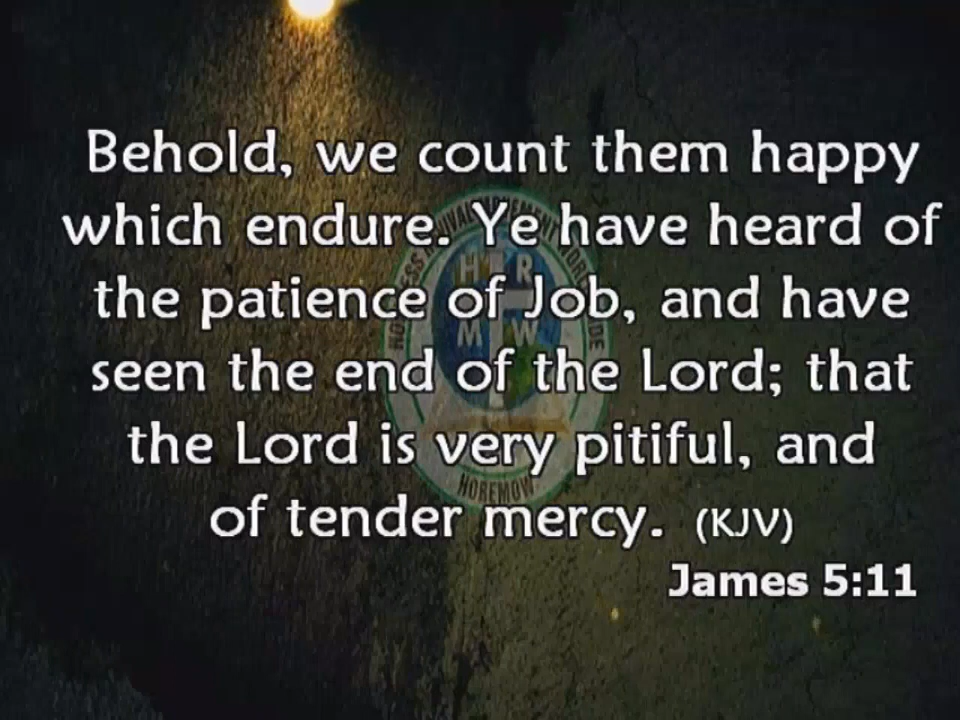 Behold, we count them happy
which endure. Ye have heard of
the patience of Job, and have
seen the end of the Lord; that
the Lord is very pitiful, and
of tender mercy. (KJV)
James 5:11
H R
M W
HOREMOW